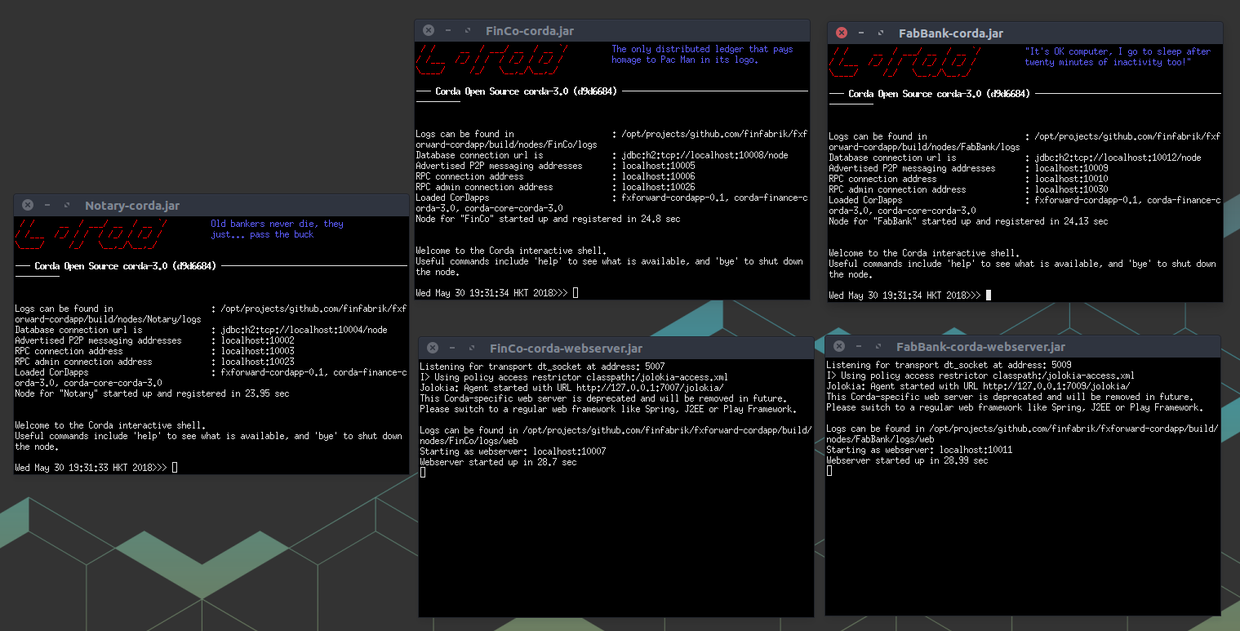 Notary-corda.jar
Old bankers never die, they
just... pass the buck
Corda Open Source corda-3.0 (d9d6684)
Logs can be found in : /opt/projects/github.com/finfabrik/fxf
orward-cordapp/build/nodes/Notary/logs
Database connection url is : jdbc:h2:tcp://localhost:10004/node
Advertised P2P messaging addresses : localhost:10002
RPC connection address : localhost:10003
RPC admin connection address : localhost:10023
Loaded CorDapps : fxforward-cordapp-0.1, corda-finance-c
orda-3.0, corda-core-corda-3.0
Node for "Notary" started up and registered in 23.95 sec
Welcome to the Corda interactive shell.
Useful commands include 'help' to see what is available, and 'bye' to shut down
the node.
Wed May 30 19:31:33 HKT 2018>>>
FinCo-corda.jar
The only distributed ledger that pays
homage to Pac Man in its logo.
Corda Open Source corda-3.0 (d9d6684)
Logs can be found in : /opt/projects/github.com/finfabrik/fxf
orward-cordapp/build/nodes/FinCo/logs
Database connection url is : jdbc:h2:tcp://localhost:10008/node
Advertised P2P messaging addresses : localhost:10005
RPC connection address : localhost:10006
RPC admin connection address : localhost:10026
Loaded CorDapps : fxforward-cordapp-0.1, corda-finance-c
orda-3.0, corda-core-corda-3.0
Node for "FinCo" started up and registered in 24.8 sec
Welcome to the Corda interactive shell.
Useful commands include 'help' to see what is available, and 'bye' to shut down
the node.
Wed May 30 19:31:34 HKT 2018>>>
FabBank-corda.jar
"It's OK computer, I go to sleep after
twenty minutes of inactivity too!"
Corda Open Source corda-3.0 (d9d6684)
Logs can be found in : /opt/projects/github.com/finfabrik/fxf
orward-cordapp/build/nodes/FabBank/logs
Database connection url is : jdbc:h2:tcp://localhost:10012/node
Advertised P2P messaging addresses : localhost:10009
RPC connection address : localhost:10010
RPC admin connection address : localhost:10030
Loaded CorDapps : fxforward-cordapp-0.1, corda-finance-c
orda-3.0, corda-core-corda-3.0
Node for "FabBank" started up and registered in 24.13 sec
Welcome to the Corda interactive shell.
Useful commands include 'help' to see what is available, and 'bye' to shut down
the node.
Wed May 30 19:31:34 HKT 2018>>>
FinCo-corda-webserver.jar
Listening for transport dt_socket at address: 5007
I> Using policy access restrictor classpath:/jolokia-access.xml
Jolokia: Agent started with URL http://127.0.0.1:7007/jolokia/
This Corda-specific web server is deprecated and will be removed in future.
Please switch to a regular web framework like Spring, J2EE or Play Framework.
Logs can be found in /opt/projects/github.com/finfabrik/fxforward-cordapp/build/
nodes/FinCo/logs/web
Starting as webserver: localhost:10007
Webserver started up in 28.7 sec
FabBank-corda-webserver.jar
Listening for transport dt_socket at address: 5009
I> Using policy access restrictor classpath:/jolokia-access.xml
Jolokia: Agent started with URL http://127.0.0.1:7009/jolokia/
This Corda-specific web server is deprecated and will be removed in future.
Please switch to a regular web framework like Spring, J2EE or Play Framework.
Logs can be found in /opt/projects/github.com/finfabrik/fxforward-cordapp/build/
nodes/FabBank/logs/web
Starting as webserver: localhost:10011
Webserver started up in 28.99 sec